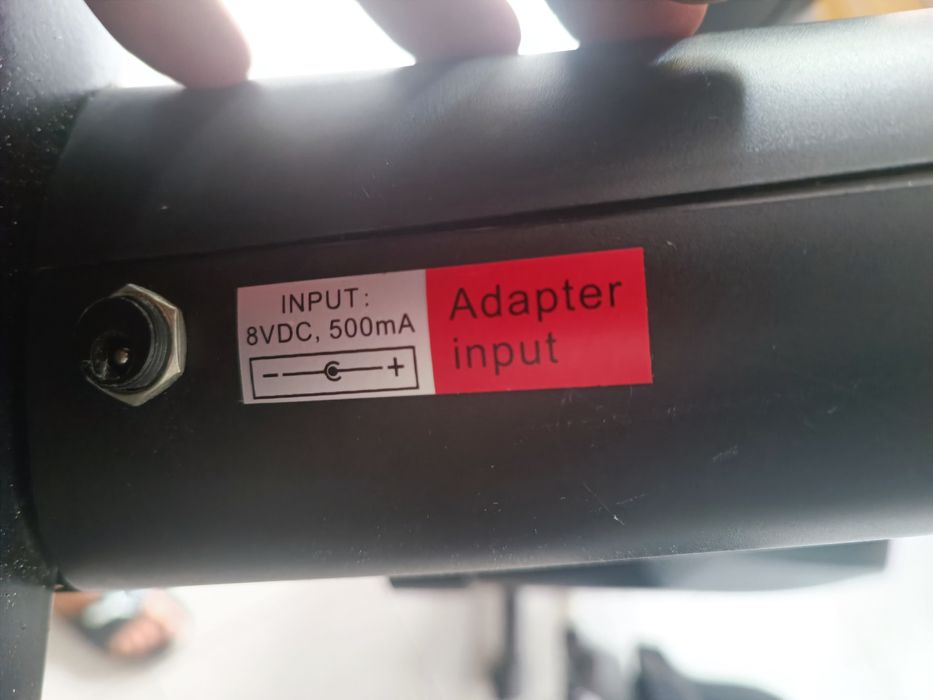 INPUT:
8VDC, 500mA
- +
Adapter
input